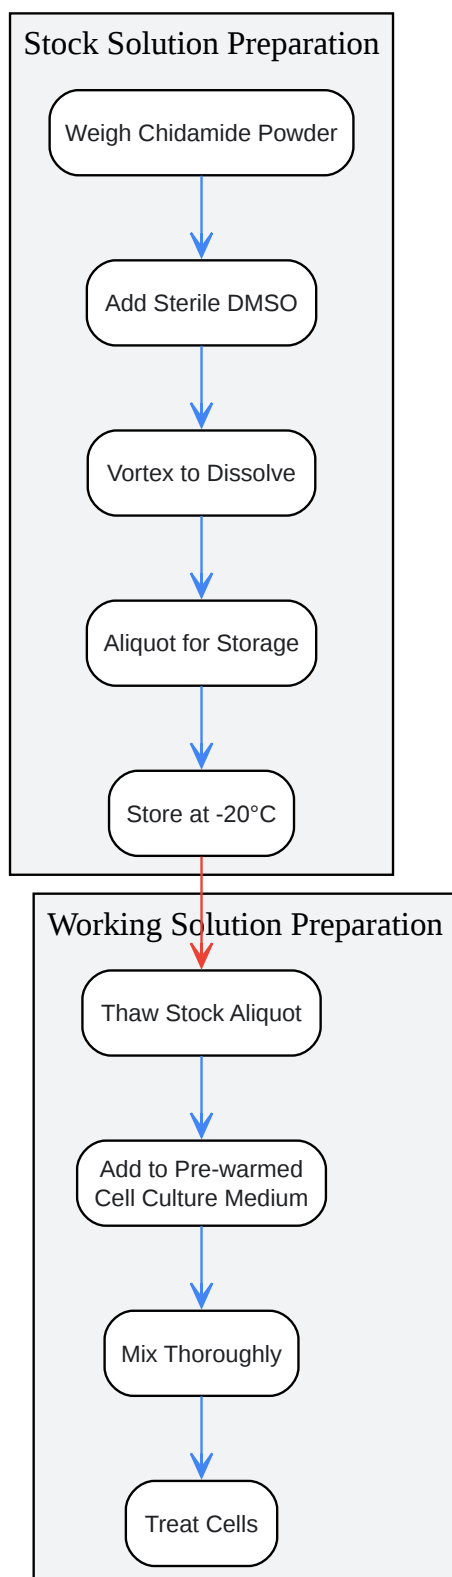 Stock Solution Preparation
Weigh Chidamide Powder
Add Sterile DMSO
Vortex to Dissolve
Aliquot for Storage
Store at -20°C
Working Solution Preparation
Thaw Stock Aliquot
Add to Pre-warmed
Cell Culture Medium
Mix Thoroughly
Treat Cells